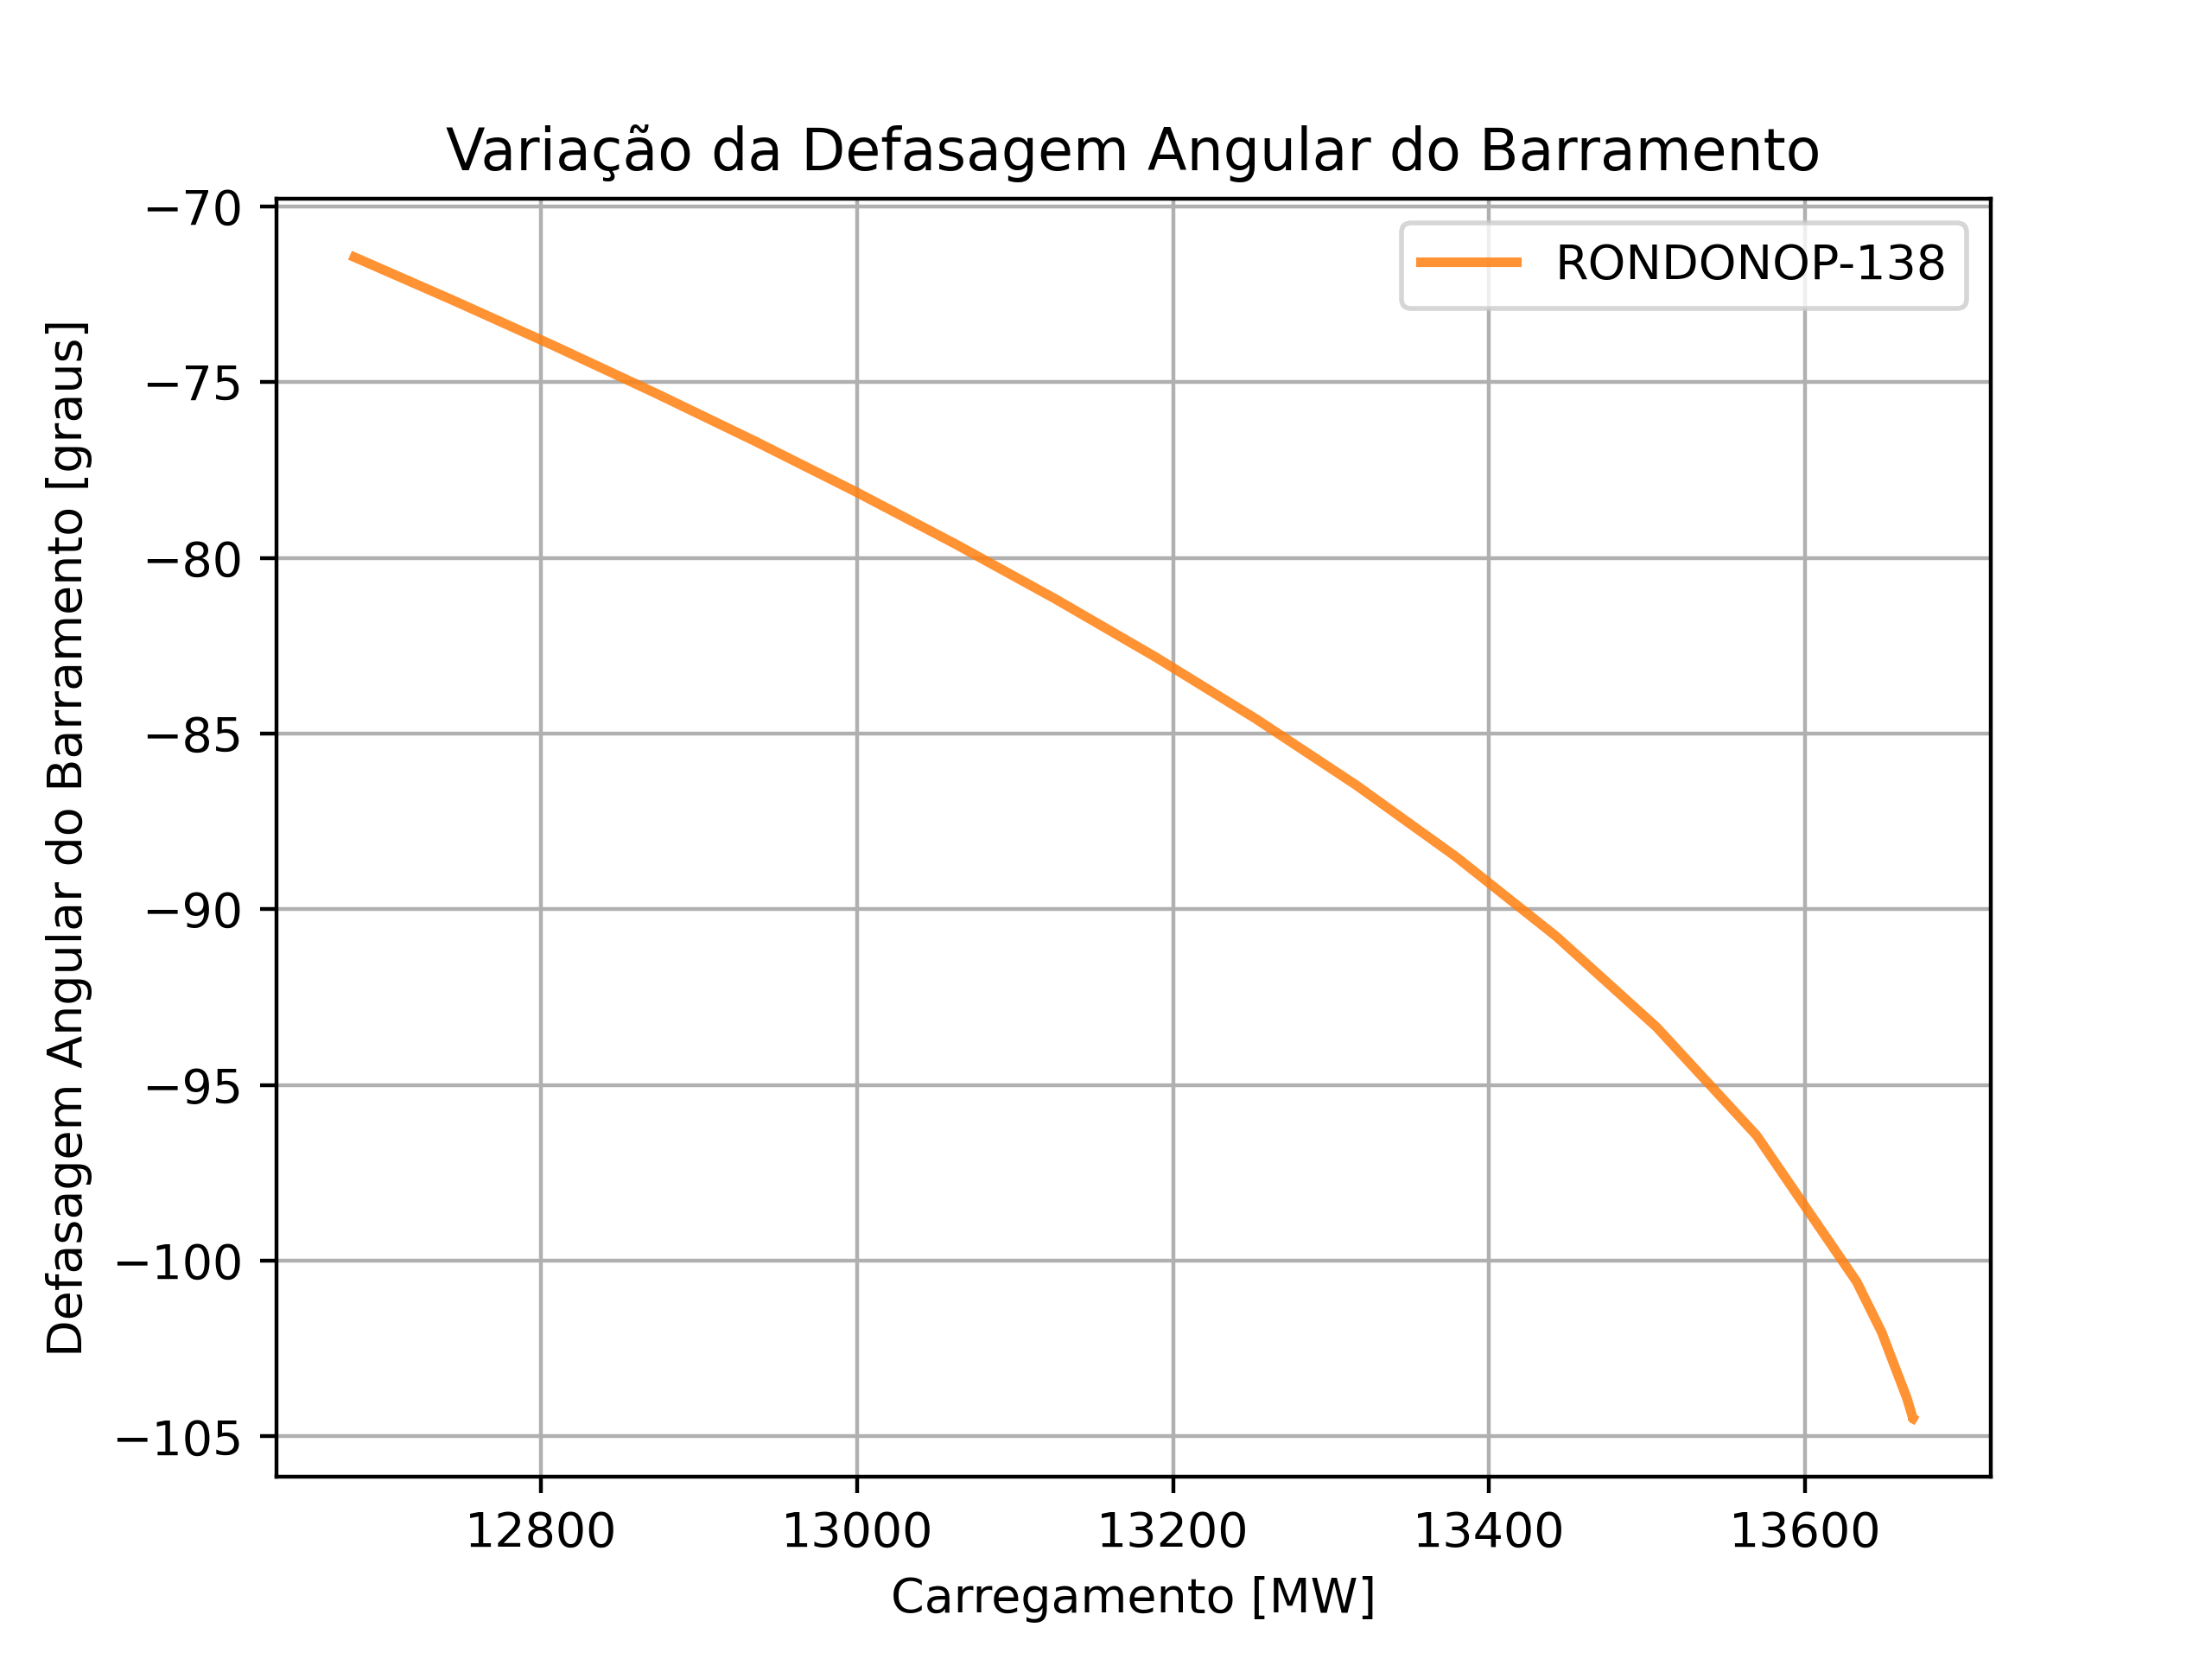 Variação da Defasagem Angular do Barramento
RONDONOP-138
Defasagem Angular do Barramento [graus]
−70
−75
−80
−85
−90
−95
−100
−105
12800 13000 13200 13400 13600
Carregamento [MW]